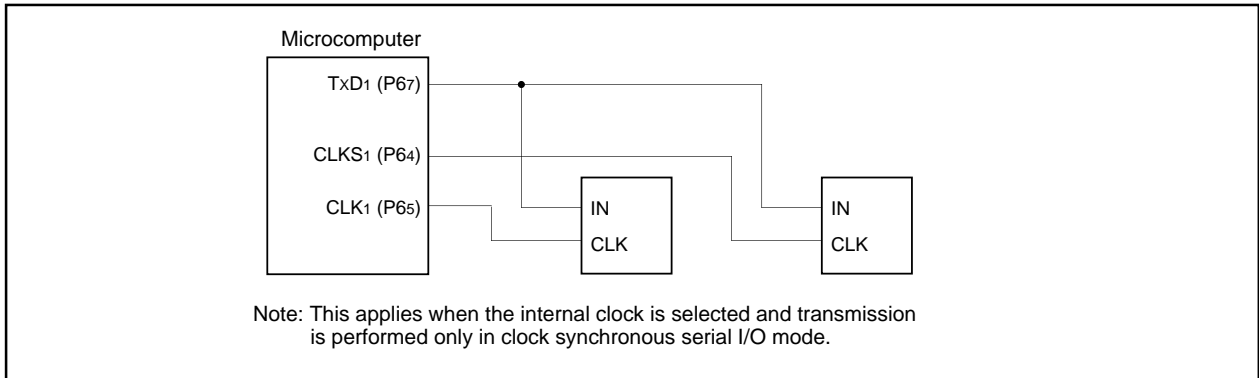 Microcomputer
TXD1 (P67)
CLKS1 (P64)
CLK1 (P65)
IN
CLK
IN
CLK
Note: This applies when the internal clock is selected and transmission
is performed only in clock synchronous serial I/O mode.